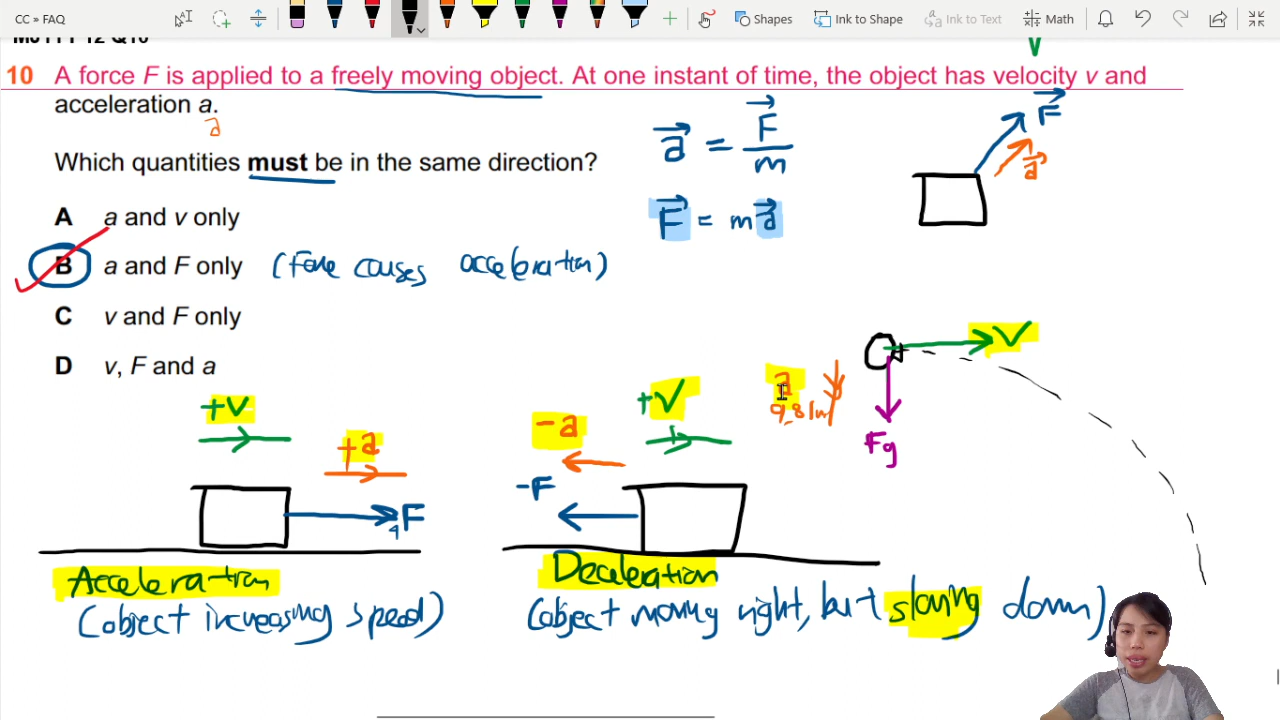 CC » FAQ
Shapes
Ink to Shape
Ink to Text
Math
V
10 A force F is applied to a freely moving object. At one instant of time, the object has velocity v and
acceleration a.
a
Which quantities must be in the same direction?
A a and v only
B a and F only (Force causes acceleration)
C v and F only
D v, F and a
a = F/m
F = ma
F
a
V
a
9.81m
Fg
+V
+a
F
Acceleration
(object increasing speed)
+V
-a
-F
Deceleration
(object moving right, but slowing down)